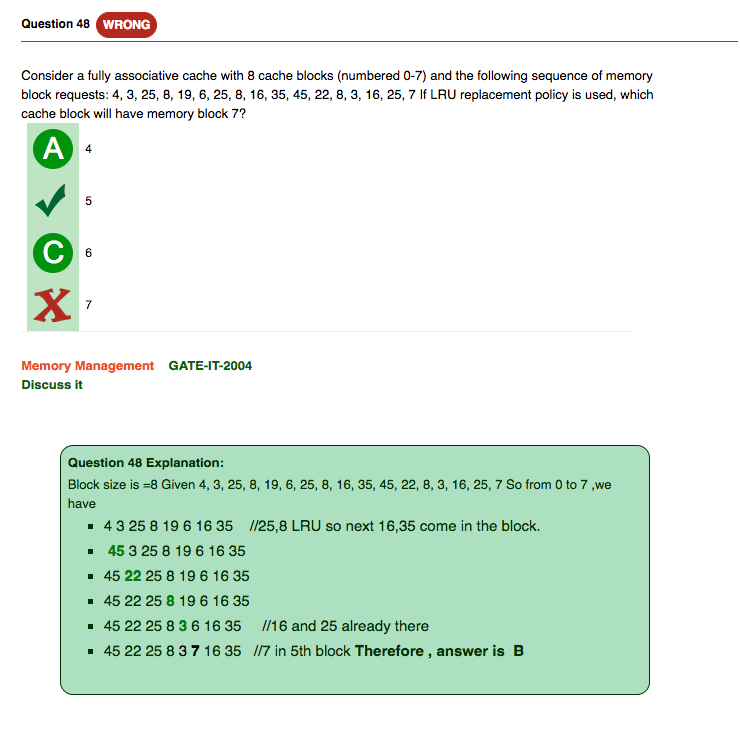 Question 48 WRONG
Consider a fully associative cache with 8 cache blocks (numbered 0-7) and the following sequence of memory
block requests: 4, 3, 25, 8, 19, 6, 25, 8, 16, 35, 45, 22, 8, 3, 16, 25, 7 If LRU replacement policy is used, which
cache block will have memory block 7?
A 4
5
C 6
X 7
Memory Management GATE-IT-2004
Discuss it
Question 48 Explanation:
Block size is =8 Given 4, 3, 25, 8, 19, 6, 25, 8, 16, 35, 45, 22, 8, 3, 16, 25, 7 So from 0 to 7 ,we
have
▪ 4 3 25 8 19 6 16 35 //25,8 LRU so next 16,35 come in the block.
▪ 45 3 25 8 19 6 16 35
▪ 45 22 25 8 19 6 16 35
▪ 45 22 25 8 19 6 16 35
▪ 45 22 25 8 3 6 16 35 //16 and 25 already there
▪ 45 22 25 8 3 7 16 35 //7 in 5th block Therefore , answer is B